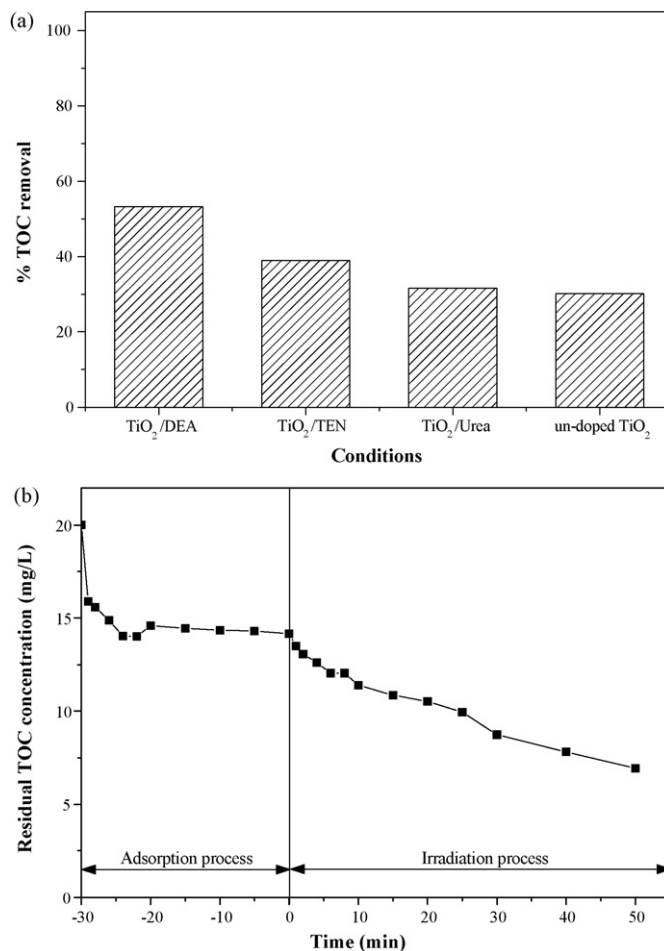 (a)
100
80
60
40
20
0
% TOC removal
TiO₂/DEA TiO₂/TEN TiO₂/Urea un-doped TiO₂
Conditions
(b)
20
15
10
5
0
Residual TOC concentration (mg/L)
Adsorption process Irradiation process
-30 -20 -10 0 10 20 30 40 50
Time (min)